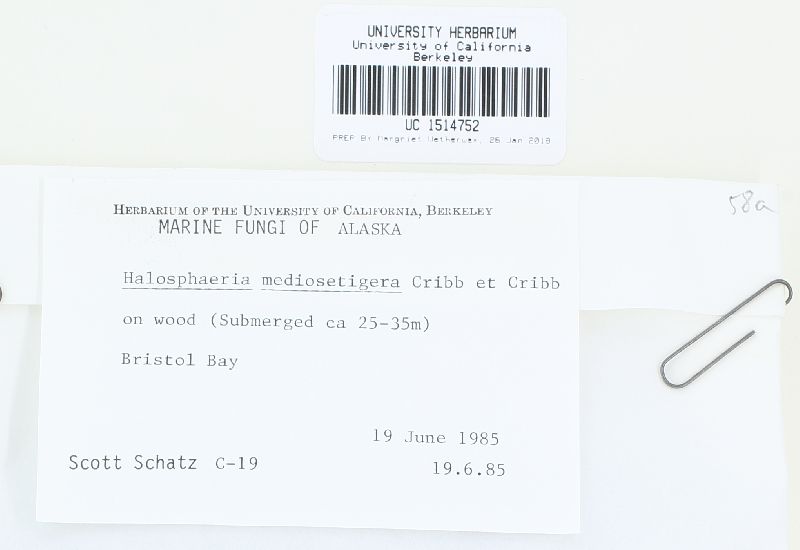 UNIVERSITY HERBARIUM
University of California
Berkeley
UC 1514752
PREP By Margriet Wetherwax, 26 Jan 2018
58a
HERBARIUM OF THE UNIVERSITY OF CALIFORNIA, BERKELEY
MARINE FUNGI OF ALASKA
Halosphaeria mediosetigera Cribb et Cribb
on wood (Submerged ca 25-35m)
Bristol Bay
19 June 1985
Scott Schatz C-19
19.6.85